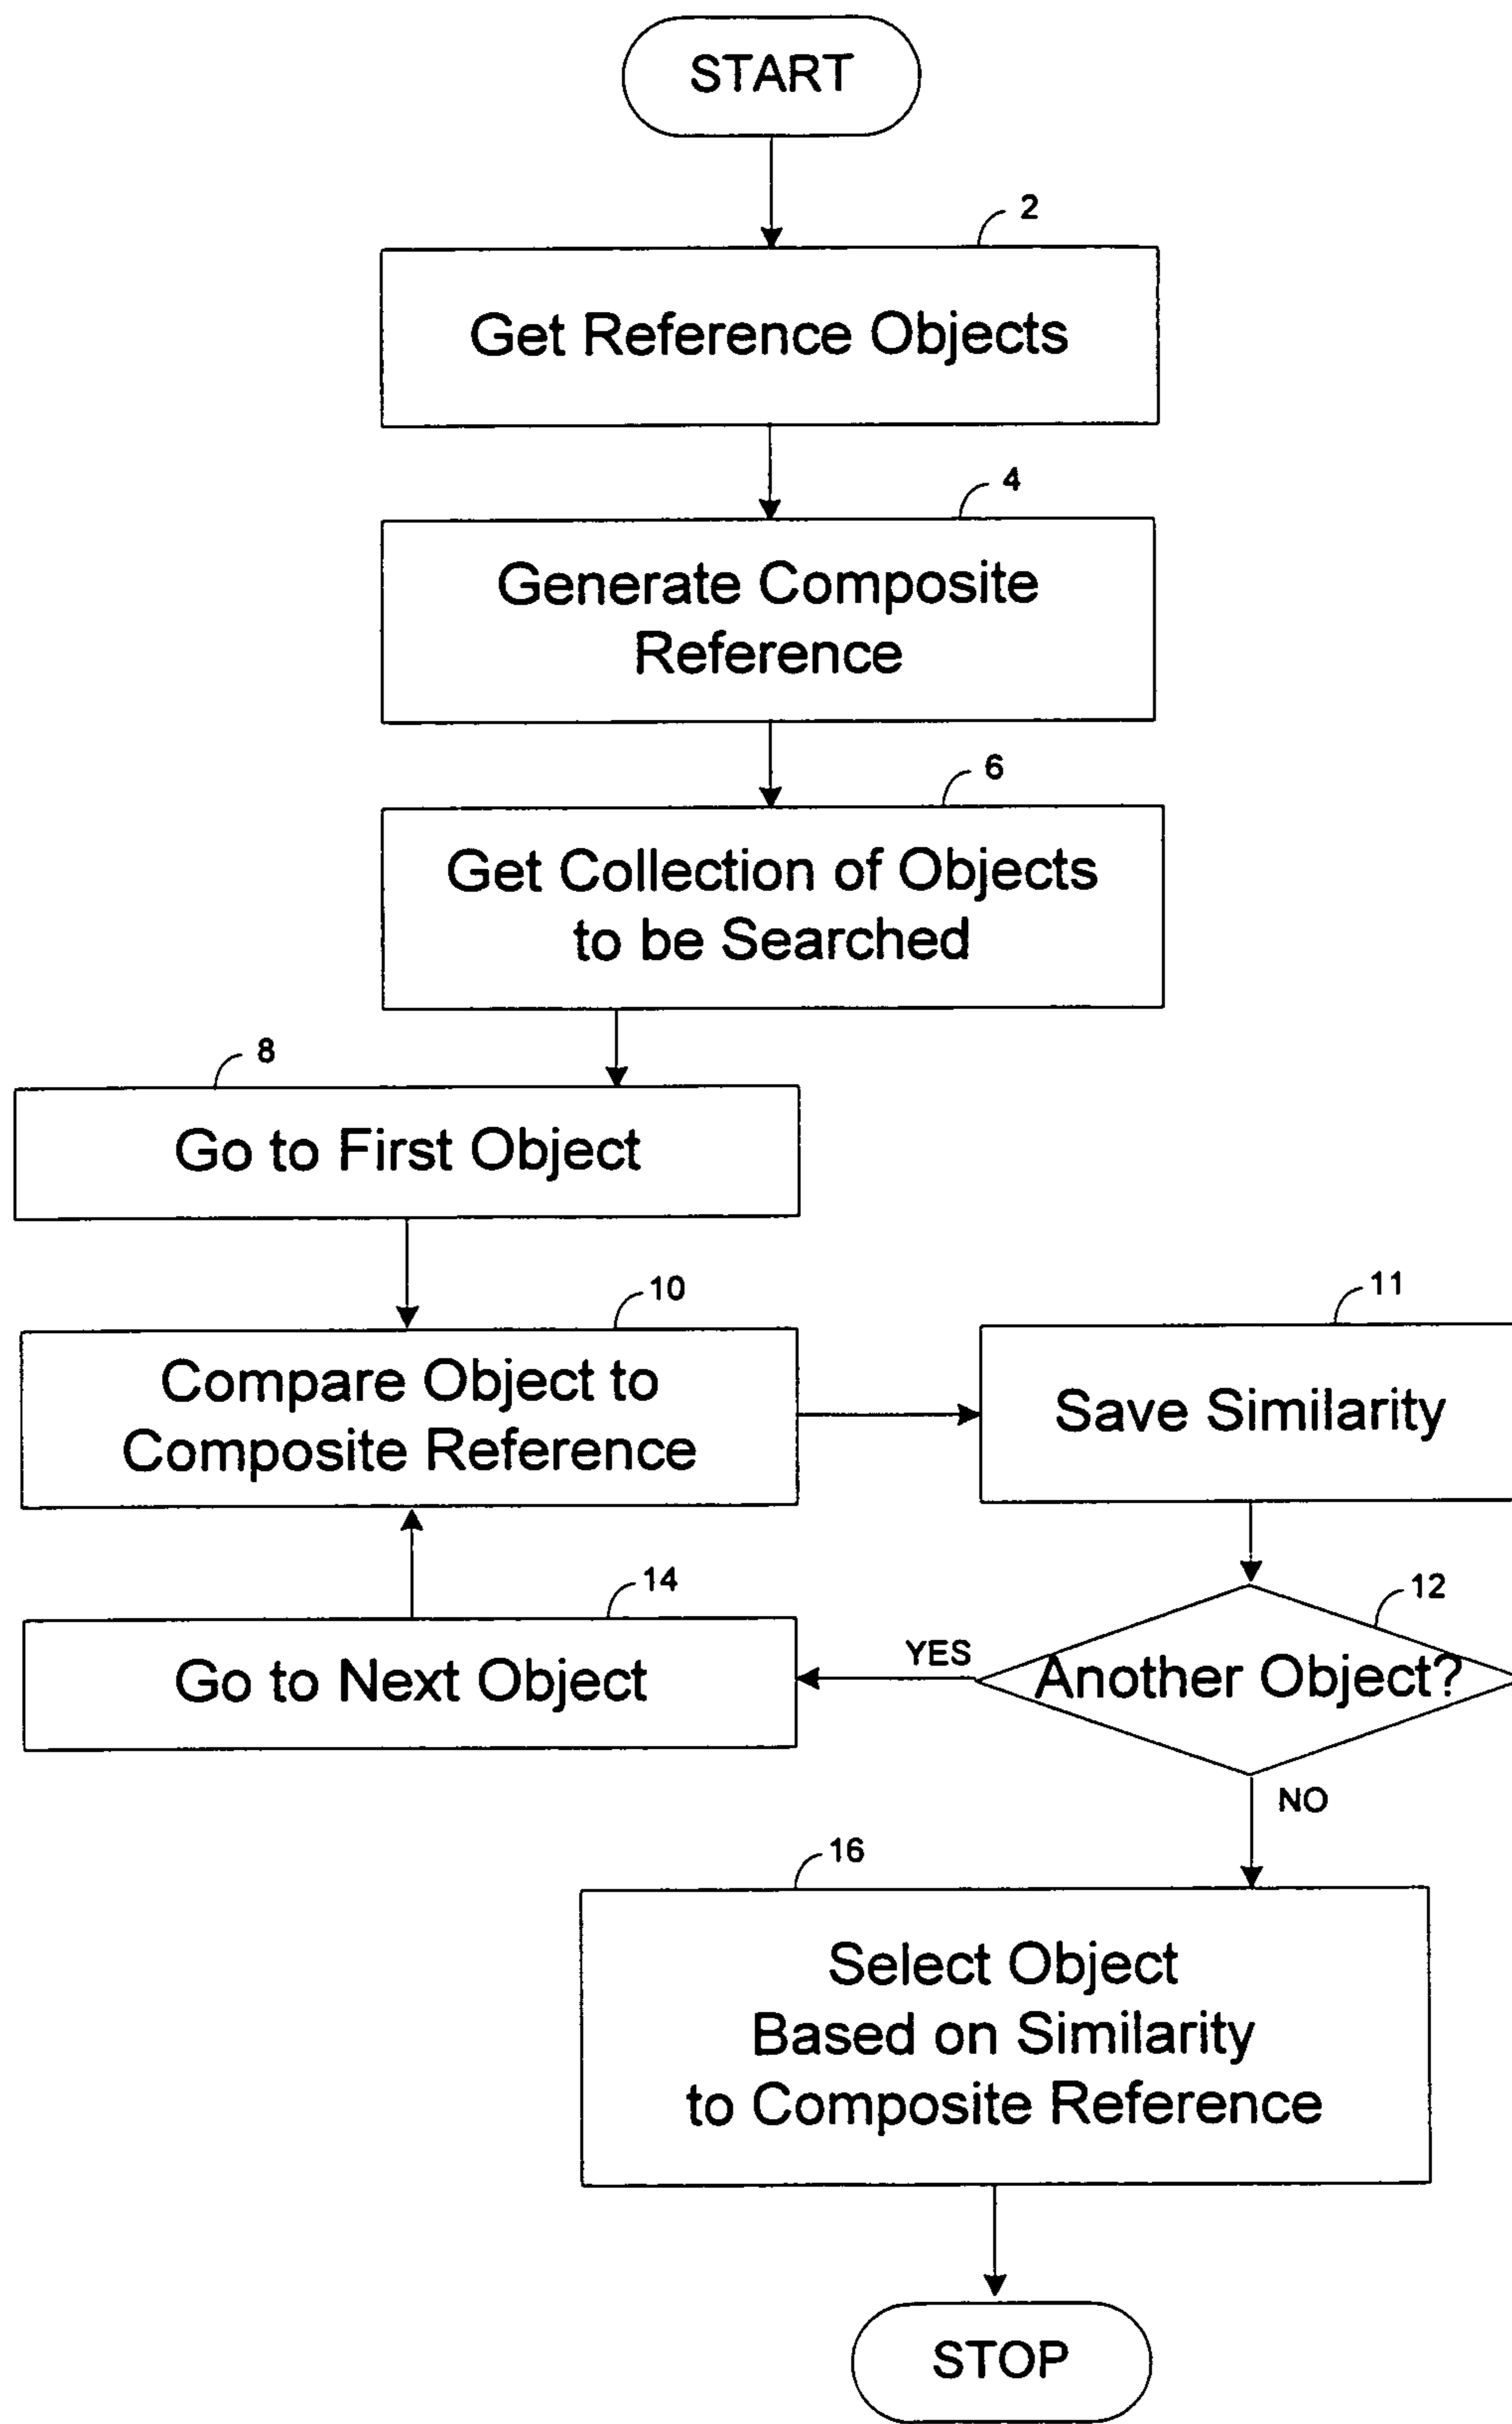 START
2
Get Reference Objects
4
Generate Composite
Reference
6
Get Collection of Objects
to be Searched
8
Go to First Object
10
Compare Object to
Composite Reference
11
Save Similarity
12
Another Object?
YES
14
Go to Next Object
NO
16
Select Object
Based on Similarity
to Composite Reference
STOP